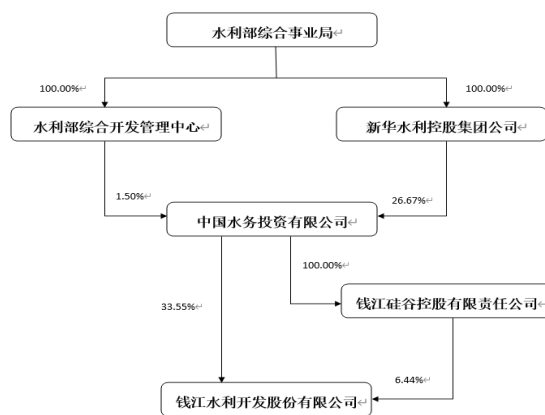 水利部综合事业局↵
100.00%↵
100.00%↵
水利部综合开发管理中心↵
新华水利控股集团公司↵
1.50%↵
26.67%↵
中国水务投资有限公司↵
100.00%↵
33.55%↵
钱江硅谷控股有限责任公司↵
6.44%↵
钱江水利开发股份有限公司↵